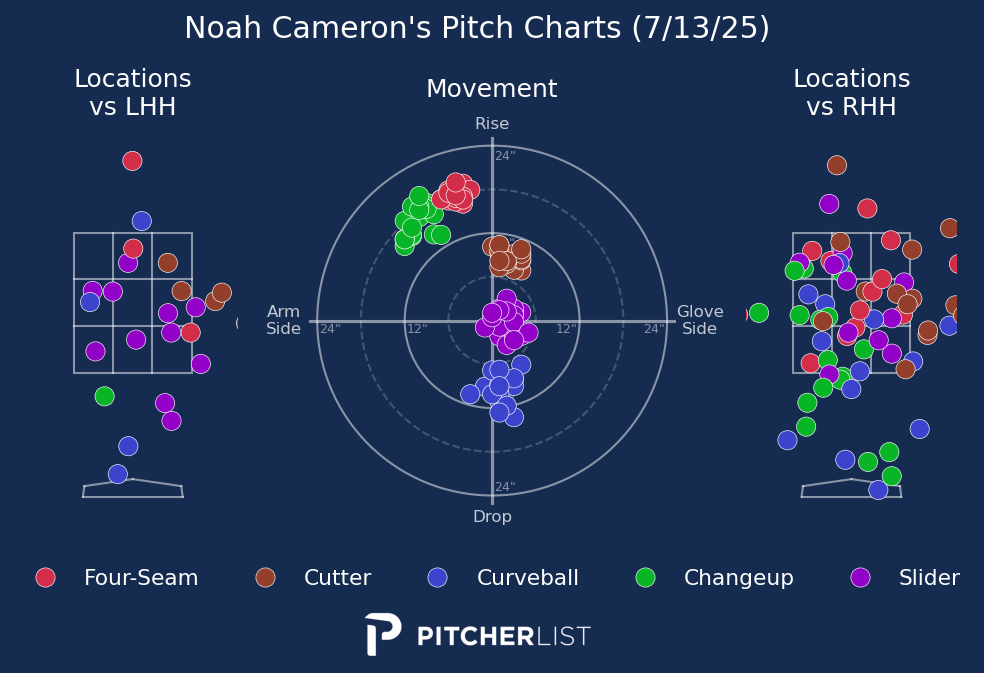 Noah Cameron's Pitch Charts (7/13/25)
Locations
vs LHH
Movement
Locations
vs RHH
Rise
24"
Arm
Side
24"
12"
12"
24"
Glove
Side
24"
Drop
Four-Seam
Cutter
Curveball
Changeup
Slider
PITCHERLIST